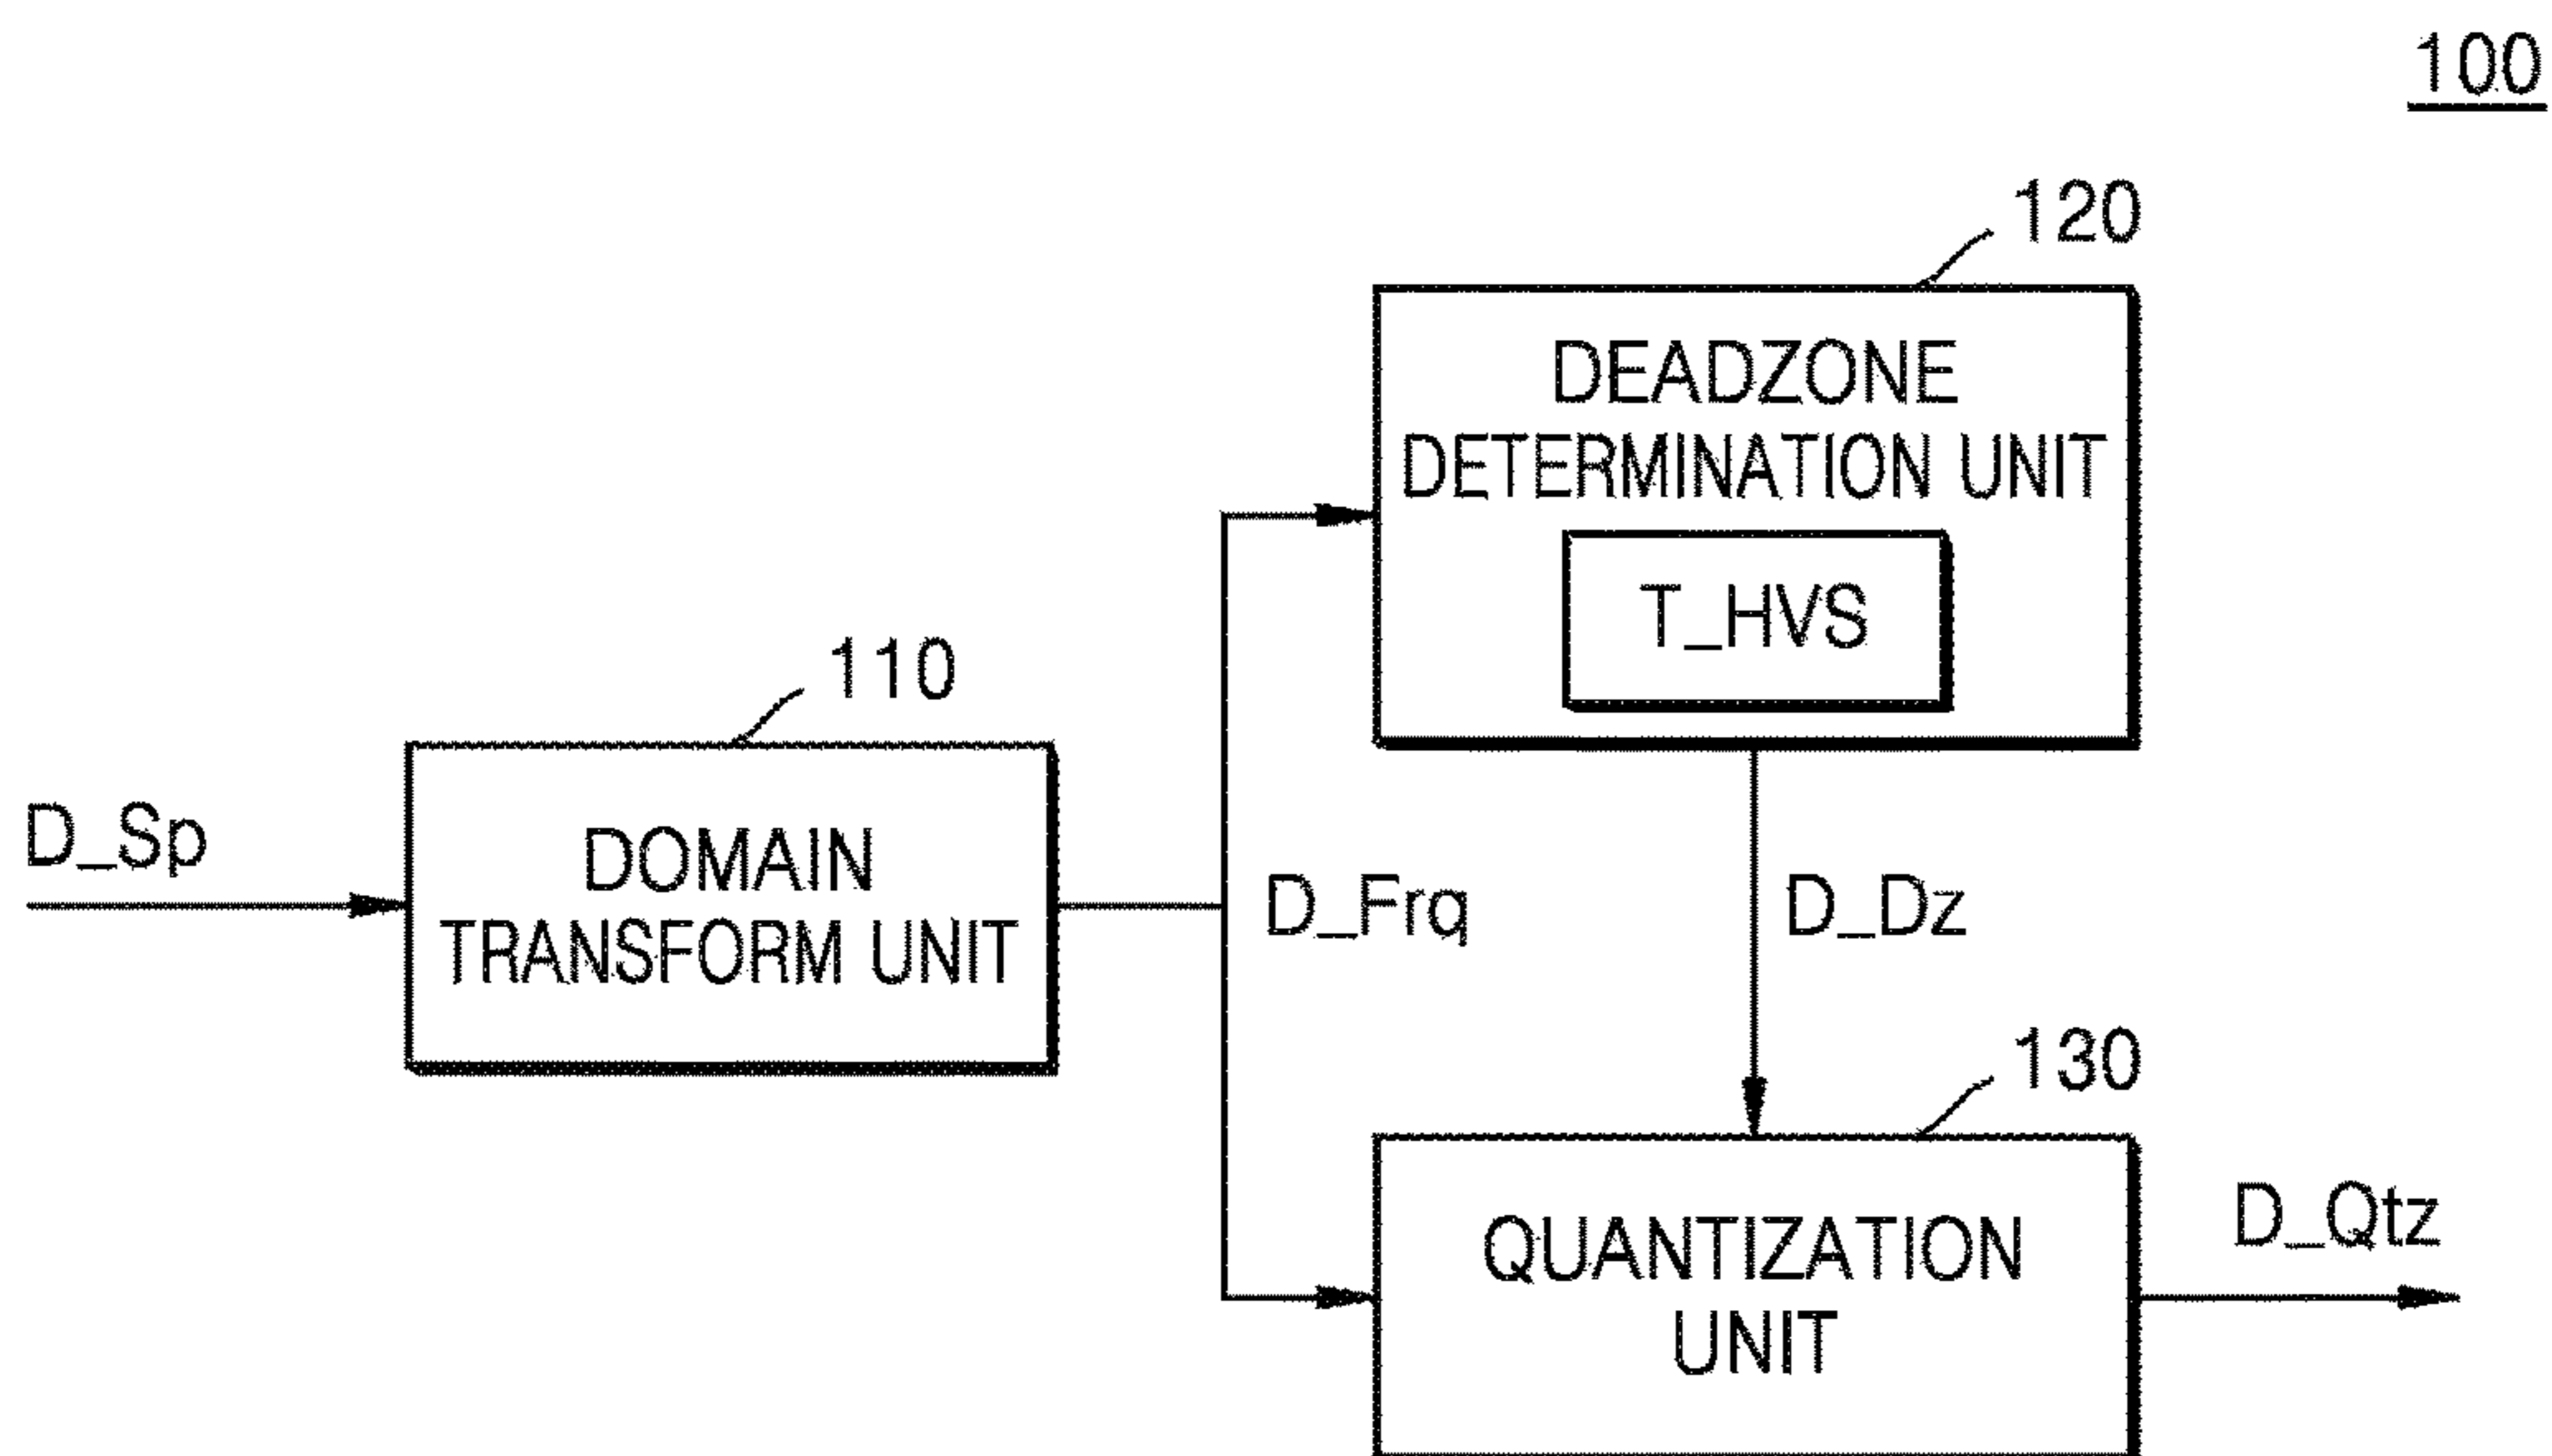 100
120
DEADZONE
DETERMINATION UNIT
T_HVS
110
D_Sp
DOMAIN
TRANSFORM UNIT
D_Frq
D_Dz
130
QUANTIZATION
UNIT
D_Qtz